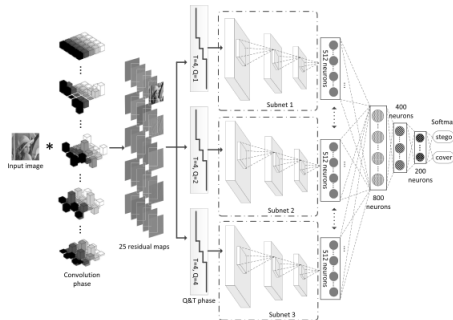 Input image
*
Convolution
phase
25 residual maps
T=4, Q=1
T=4, Q=2
T=4, Q=4
Q&T phase
Subnet 1
Subnet 2
Subnet 3
512 neurons
512 neurons
512 neurons
800
neurons
400
neurons
200
neurons
Softma
stego
cover